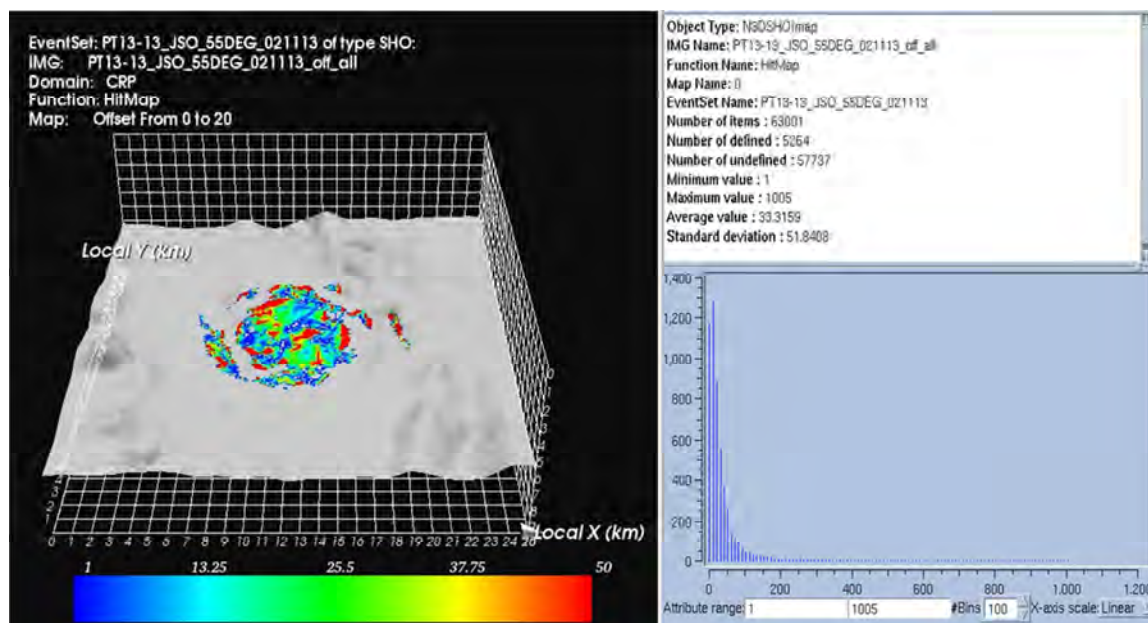 EventSet: PT13-13_JSO_55DEG_021113 of type SHO:
IMG: PT13-13_JSO_55DEG_021113_off_all
Domain: CRP
Function: HitMap
Map: Offset From 0 to 20
Local Y (km)
0 1 2 3 4 5 6 7 8 9 10 11 12 13 14 15 16 17 18 19 20 21 22 23 24
Local X (km)
1 13.25 25.5 37.75 50
Object Type: N3DSHOImap
IMG Name: PT13-13_JSO_55DEG_021113_off_all
Function Name: HitMap
Map Name: 0
EventSet Name: PT13-13_JSO_55DEG_021113
Number of items : 63001
Number of defined : 5264
Number of undefined : 57737
Minimum value : 1
Maximum value : 1005
Average value : 33.3159
Standard deviation : 51.8408
1,400
1,200
1,000
800
600
400
200
0
0 200 400 600 800 1,000 1,200
Attribute range: 1 1005 #Bins 100 X-axis scale: Linear